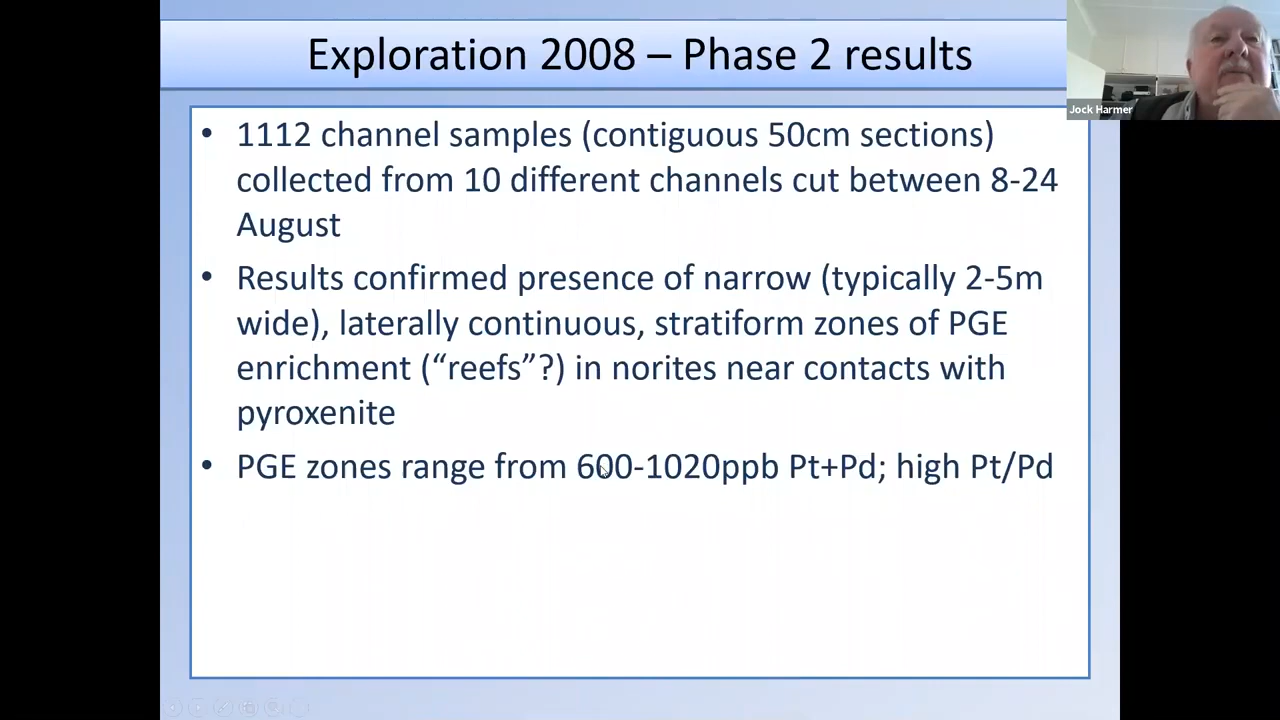 Exploration 2008 – Phase 2 results
Jock Harmer
• 1112 channel samples (contiguous 50cm sections)
collected from 10 different channels cut between 8-24
August
• Results confirmed presence of narrow (typically 2-5m
wide), laterally continuous, stratiform zones of PGE
enrichment (“reefs”?) in norites near contacts with
pyroxenite
• PGE zones range from 600-1020ppb Pt+Pd; high Pt/Pd